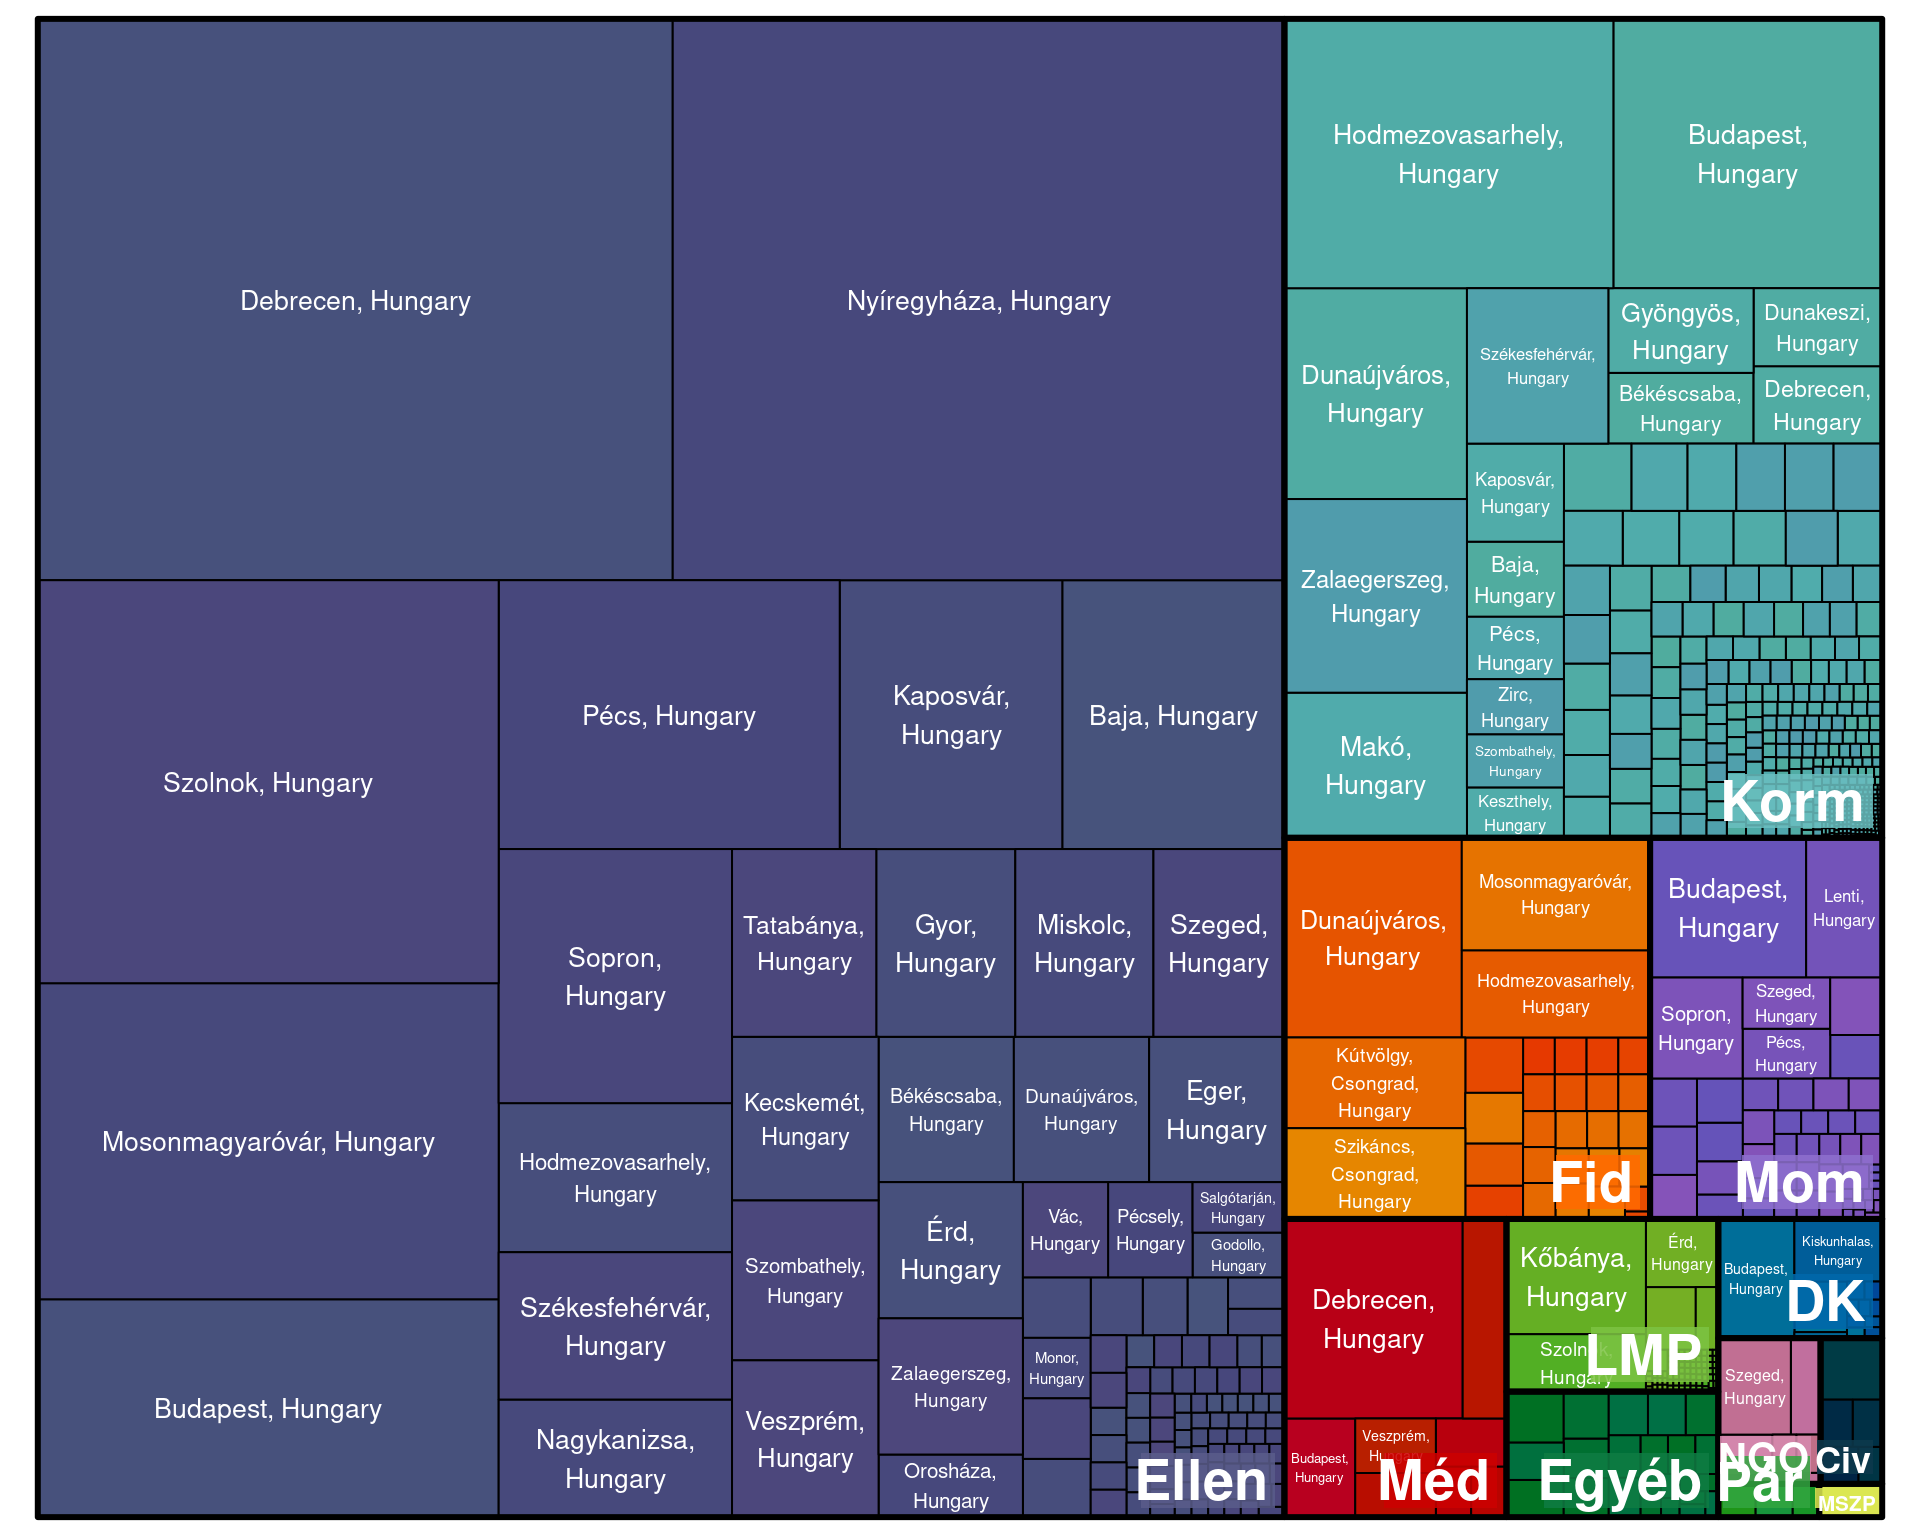 Debrecen, Hungary
Nyíregyháza, Hungary
Szolnok, Hungary
Pécs, Hungary
Kaposvár,
Hungary
Baja, Hungary
Mosonmagyaróvár, Hungary
Budapest, Hungary
Sopron,
Hungary
Tatabánya,
Hungary
Gyor,
Hungary
Miskolc,
Hungary
Szeged,
Hungary
Hodmezovasarhely,
Hungary
Székesfehérvár,
Hungary
Nagykanizsa,
Hungary
Kecskemét,
Hungary
Szombathely,
Hungary
Veszprém,
Hungary
Békéscsaba,
Hungary
Dunaújváros,
Hungary
Eger,
Hungary
Érd,
Hungary
Zalaegerszeg,
Hungary
Orosháza,
Hungary
Vác,
Hungary
Pécsely,
Hungary
Salgótarján,
Hungary
Godollo,
Hungary
Monor,
Hungary
Ellen
Hodmezovasarhely,
Hungary
Budapest,
Hungary
Dunaújváros,
Hungary
Zalaegerszeg,
Hungary
Makó,
Hungary
Székesfehérvár,
Hungary
Gyöngyös,
Hungary
Dunakeszi,
Hungary
Békéscsaba,
Hungary
Debrecen,
Hungary
Kaposvár,
Hungary
Baja,
Hungary
Pécs,
Hungary
Zirc,
Hungary
Szombathely,
Hungary
Keszthely,
Hungary
Korm
Dunaújváros,
Hungary
Mosonmagyaróvár,
Hungary
Hodmezovasarhely,
Hungary
Kútvölgy,
Csongrad,
Hungary
Szikáncs,
Csongrad,
Hungary
Fid
Budapest,
Hungary
Lenti,
Hungary
Sopron,
Hungary
Szeged,
Hungary
Pécs,
Hungary
Mom
Debrecen,
Hungary
Budapest,
Hungary
Veszprém,
Hungary
Méd
Kőbánya,
Hungary
Érd,
Hungary
Szolnok,
Hungary
LMP
Egyéb
Budapest,
Hungary
Kiskunhalas,
Hungary
DK
Szeged,
Hungary
NGO
Civ
Pár
MSZP